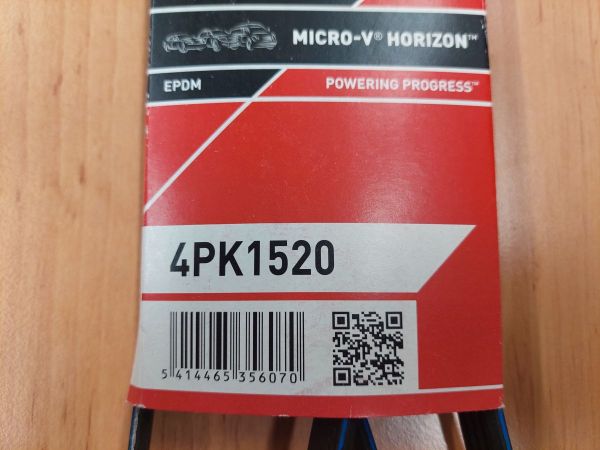 MICRO-V® HORIZON™
EPDM
POWERING PROGRESS™
4PK1520
5 414465 356070